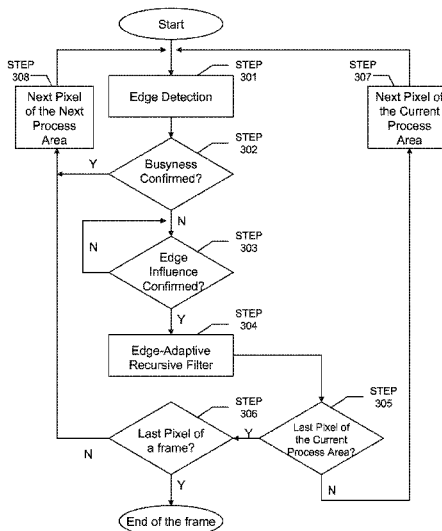 Start
STEP
308
STEP
301
STEP
307
Next Pixel
of the Next
Process
Area
Edge Detection
Next Pixel of
the Current
Process
Area
STEP
302
Y
Busyness
Confirmed?
N
STEP
303
N
Edge
Influence
Confirmed?
Y
STEP
304
Edge-Adaptive
Recursive Filter
STEP
305
STEP
306
Last Pixel of
a frame?
Y
Last Pixel of
the Current
Process Area?
N
Y
N
End of the frame